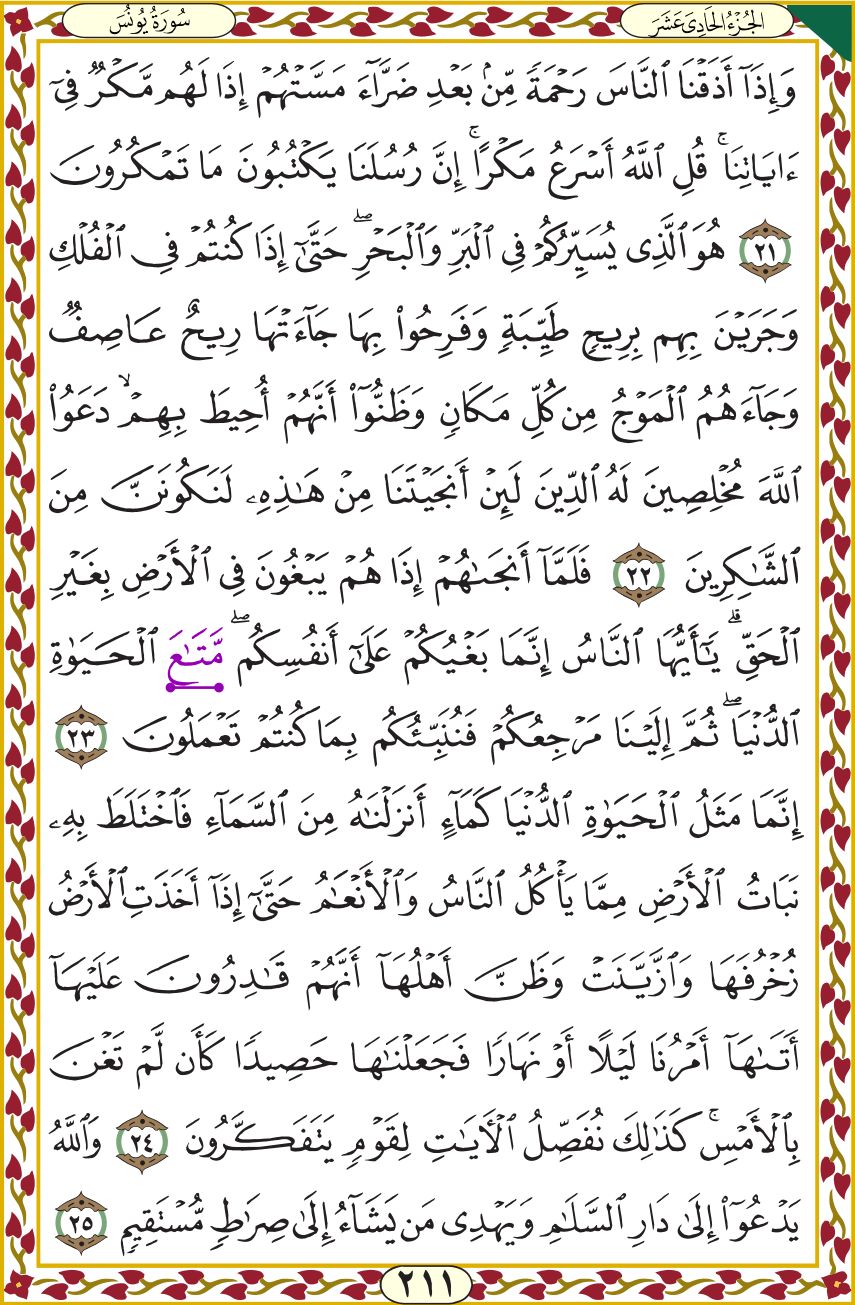 الجُزْءُ الحَادِىَ عَشَرَ
سُورَةُ يُونُسَ
وَإِذَآ أَذَقْنَا ٱلنَّاسَ رَحْمَةً مِّنۢ بَعْدِ ضَرَّآءَ مَسَّتْهُمْ إِذَا لَهُم مَّكْرٌ فِىٓ
ءَايَاتِنَا ۚ قُلِ ٱللَّهُ أَسْرَعُ مَكْرًا ۚ إِنَّ رُسُلَنَا يَكْتُبُونَ مَا تَمْكُرُونَ
٢١ هُوَ ٱلَّذِى يُسَيِّرُكُمْ فِى ٱلْبَرِّ وَٱلْبَحْرِ ۖ حَتَّىٰٓ إِذَا كُنتُمْ فِى ٱلْفُلْكِ
وَجَرَيْنَ بِهِم بِرِيحٍ طَيِّبَةٍ وَفَرِحُوا۟ بِهَا جَآءَتْهَا رِيحٌ عَاصِفٌ
وَجَآءَهُمُ ٱلْمَوْجُ مِن كُلِّ مَكَانٍ وَظَنُّوٓا۟ أَنَّهُمْ أُحِيطَ بِهِمْ ۙ دَعَوُا۟
ٱللَّهَ مُخْلِصِينَ لَهُ ٱلدِّينَ لَئِنْ أَنجَيْتَنَا مِنْ هَـٰذِهِۦ لَنَكُونَنَّ مِنَ
ٱلشَّـٰكِرِينَ ٢٢ فَلَمَّآ أَنجَىٰهُمْ إِذَا هُمْ يَبْغُونَ فِى ٱلْأَرْضِ بِغَيْرِ
ٱلْحَقِّ ۗ يَـٰٓأَيُّهَا ٱلنَّاسُ إِنَّمَا بَغْيُكُمْ عَلَىٰٓ أَنفُسِكُم ۖ مَّتَـٰعَ ٱلْحَيَوٰةِ
ٱلدُّنْيَا ۖ ثُمَّ إِلَيْنَا مَرْجِعُكُمْ فَنُنَبِّئُكُم بِمَا كُنتُمْ تَعْمَلُونَ ٢٣
إِنَّمَا مَثَلُ ٱلْحَيَوٰةِ ٱلدُّنْيَا كَمَآءٍ أَنزَلْنَـٰهُ مِنَ ٱلسَّمَآءِ فَٱخْتَلَطَ بِهِۦ
نَبَاتُ ٱلْأَرْضِ مِمَّا يَأْكُلُ ٱلنَّاسُ وَٱلْأَنْعَـٰمُ حَتَّىٰٓ إِذَآ أَخَذَتِ ٱلْأَرْضُ
زُخْرُفَهَا وَٱزَّيَّنَتْ وَظَنَّ أَهْلُهَآ أَنَّهُمْ قَـٰدِرُونَ عَلَيْهَآ
أَتَىٰهَآ أَمْرُنَا لَيْلًا أَوْ نَهَارًا فَجَعَلْنَـٰهَا حَصِيدًا كَأَن لَّمْ تَغْنَ
بِٱلْأَمْسِ ۚ كَذَٰلِكَ نُفَصِّلُ ٱلْـَٔايَـٰتِ لِقَوْمٍ يَتَفَكَّرُونَ ٢٤ وَٱللَّهُ
يَدْعُوٓا۟ إِلَىٰ دَارِ ٱلسَّلَـٰمِ وَيَهْدِى مَن يَشَآءُ إِلَىٰ صِرَٰطٍ مُّسْتَقِيمٍ ٢٥
٢١١